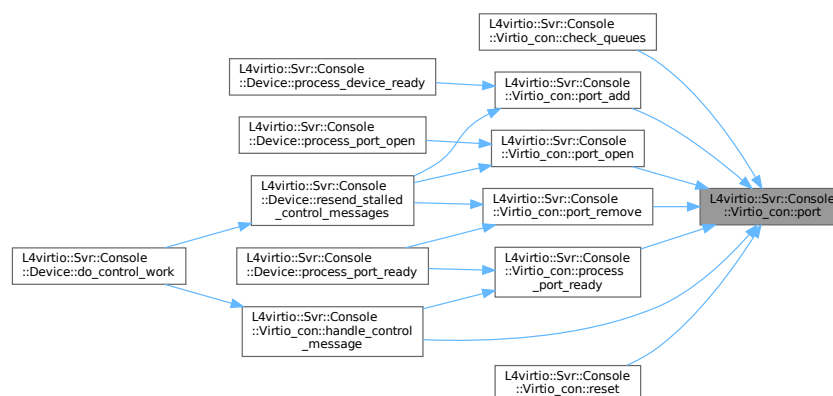 L4virtio::Svr::Console
::Virtio_con::check_queues
L4virtio::Svr::Console
::Device::process_device_ready
L4virtio::Svr::Console
::Virtio_con::port_add
L4virtio::Svr::Console
::Device::process_port_open
L4virtio::Svr::Console
::Virtio_con::port_open
L4virtio::Svr::Console
::Device::resend_stalled
_control_messages
L4virtio::Svr::Console
::Virtio_con::port_remove
L4virtio::Svr::Console
::Virtio_con::port
L4virtio::Svr::Console
::Device::do_control_work
L4virtio::Svr::Console
::Device::process_port_ready
L4virtio::Svr::Console
::Virtio_con::process
_port_ready
L4virtio::Svr::Console
::Virtio_con::handle_control
_message
L4virtio::Svr::Console
::Virtio_con::reset